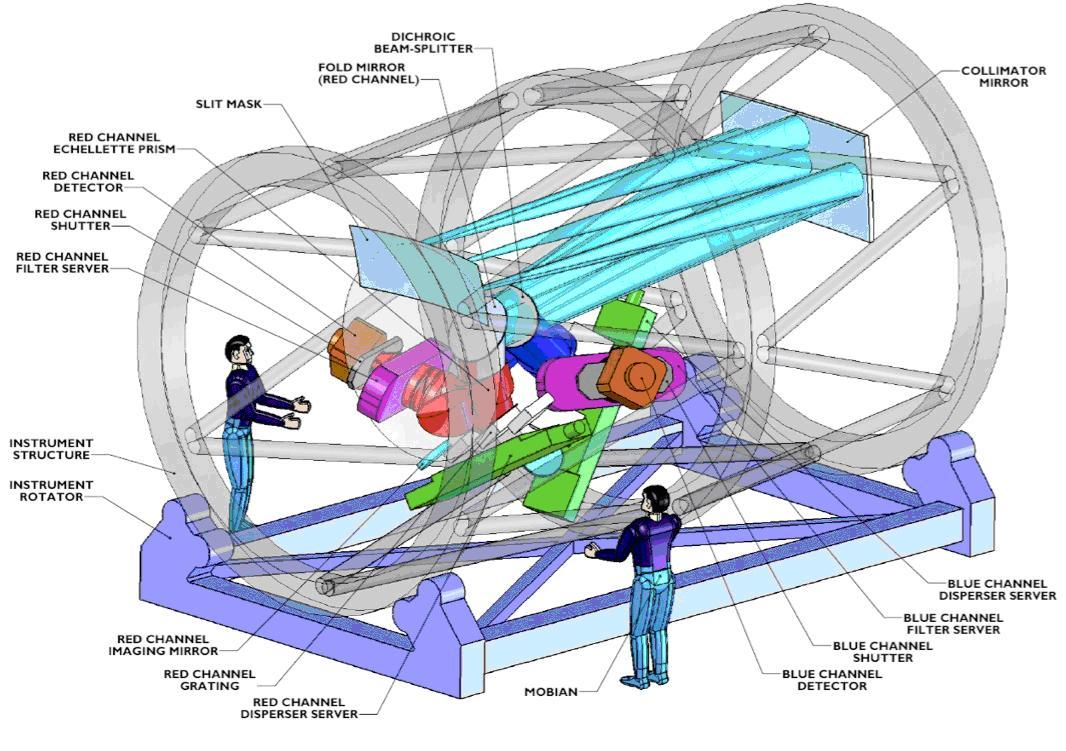 DICHROIC
BEAM-SPLITTER
FOLD MIRROR
(RED CHANNEL)
COLLIMATOR
MIRROR
SLIT MASK
RED CHANNEL
ECHELLETTE PRISM
RED CHANNEL
DETECTOR
RED CHANNEL
SHUTTER
RED CHANNEL
FILTER SERVER
INSTRUMENT
STRUCTURE
INSTRUMENT
ROTATOR
RED CHANNEL
IMAGING MIRROR
RED CHANNEL
GRATING
RED CHANNEL
DISPERSER SERVER
MOBIAN
BLUE CHANNEL
DISPERSER SERVER
BLUE CHANNEL
FILTER SERVER
BLUE CHANNEL
SHUTTER
BLUE CHANNEL
DETECTOR